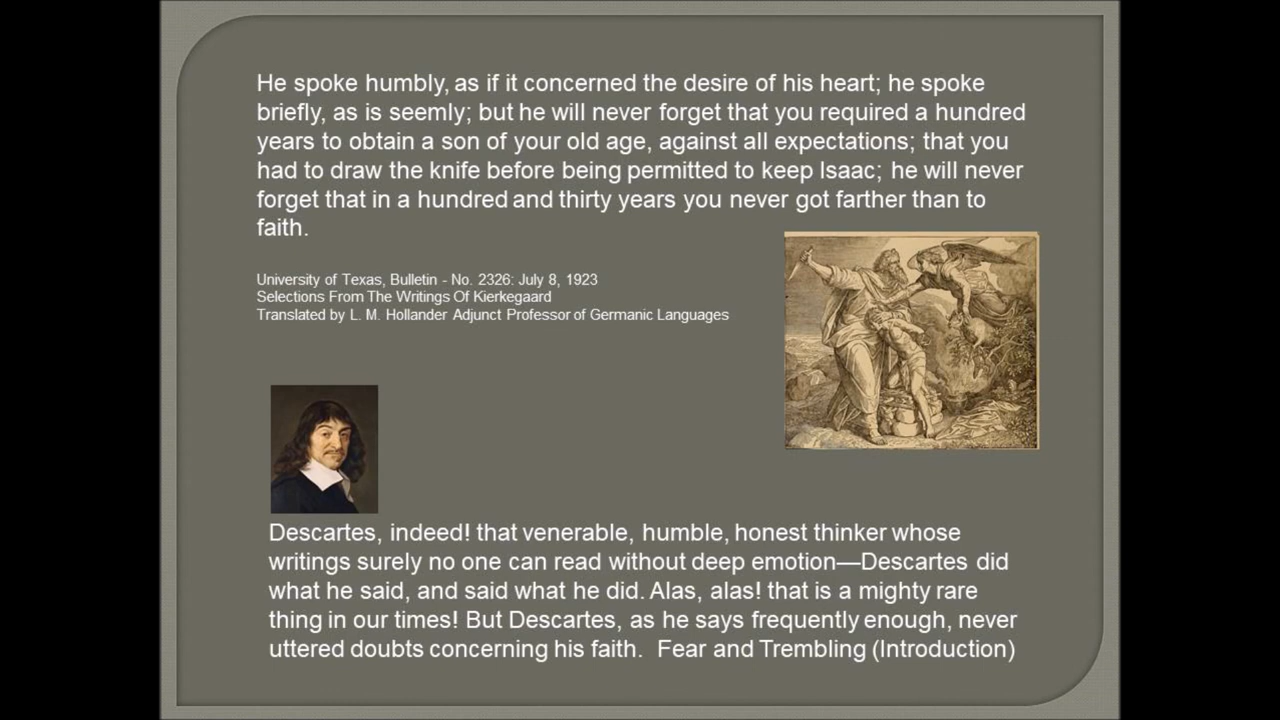 He spoke humbly, as if it concerned the desire of his heart; he spoke
briefly, as is seemly; but he will never forget that you required a hundred
years to obtain a son of your old age, against all expectations; that you
had to draw the knife before being permitted to keep Isaac; he will never
forget that in a hundred and thirty years you never got farther than to
faith.
University of Texas, Bulletin - No. 2326: July 8, 1923
Selections From The Writings Of Kierkegaard
Translated by L. M. Hollander Adjunct Professor of Germanic Languages
Descartes, indeed! that venerable, humble, honest thinker whose
writings surely no one can read without deep emotion—Descartes did
what he said, and said what he did. Alas, alas! that is a mighty rare
thing in our times! But Descartes, as he says frequently enough, never
uttered doubts concerning his faith.  Fear and Trembling (Introduction)